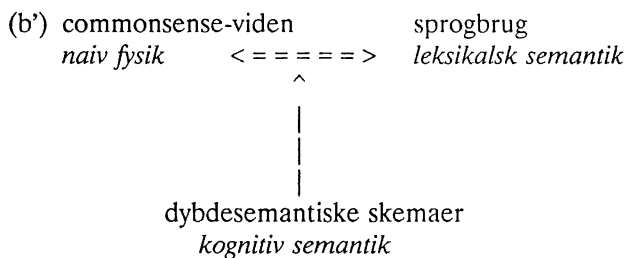 (b') commonsense-viden sprogbrug
naiv fysik < = = = = = > leksikalsk semantik
^
|
|
|
dybdesemantiske skemaer
kognitiv semantik